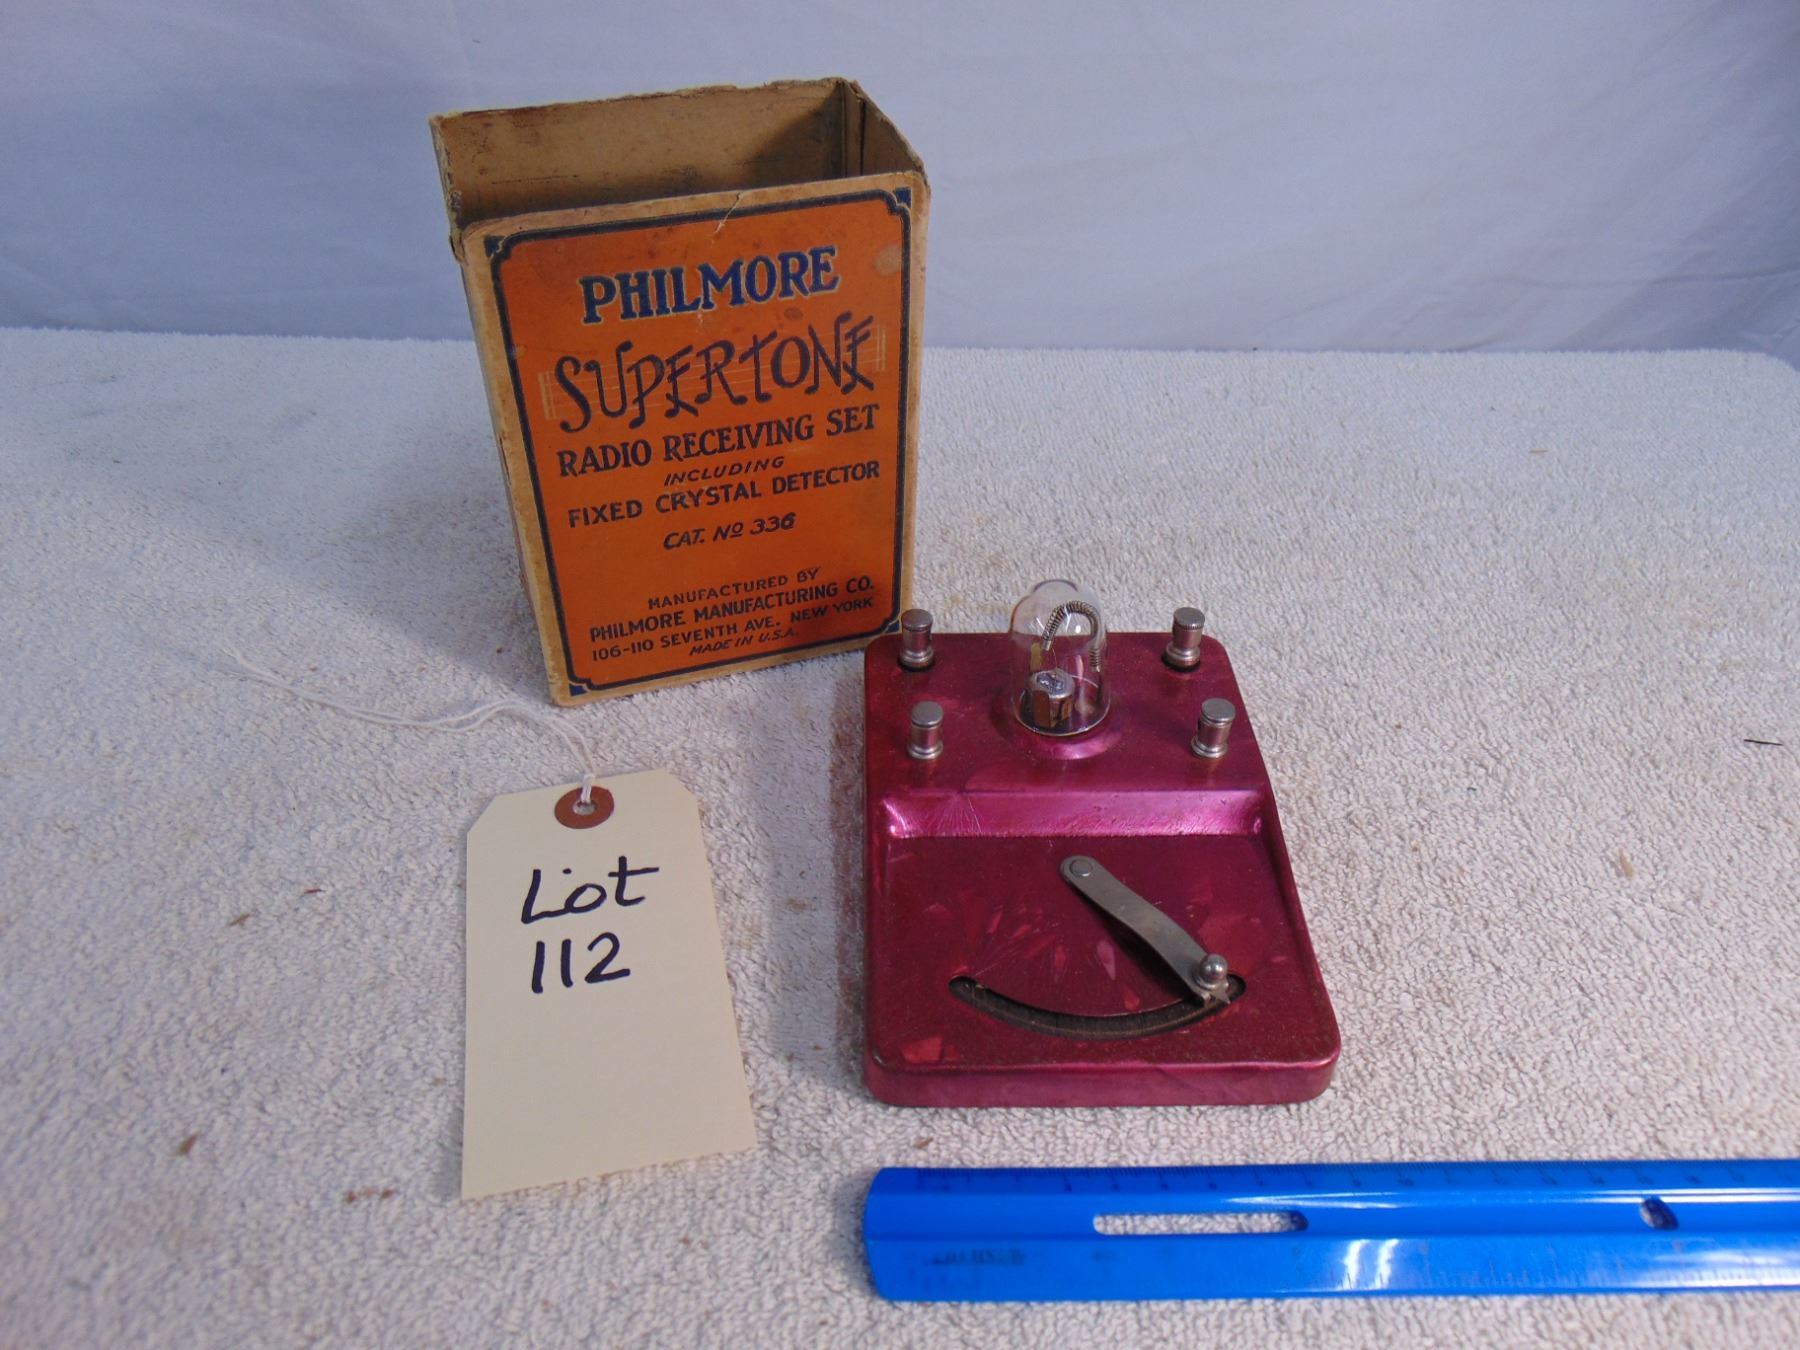 PHILMORE
SUPERTONE
RADIO RECEIVING SET
INCLUDING
FIXED CRYSTAL DETECTOR
CAT. Nº 336
MANUFACTURED BY
PHILMORE MANUFACTURING CO.
106-110 SEVENTH AVE. NEW YORK
MADE IN U.S.A.
Lot
112